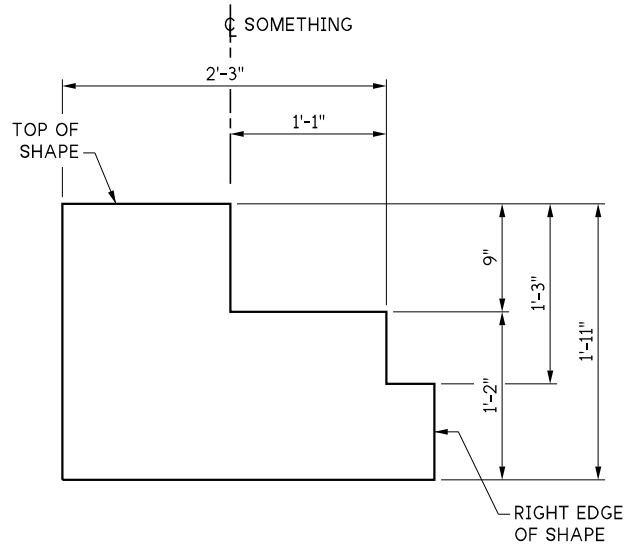 ℄ SOMETHING
2'-3"
1'-1"
TOP OF
SHAPE
9"
1'-3"
1'-11"
1'-2"
RIGHT EDGE
OF SHAPE